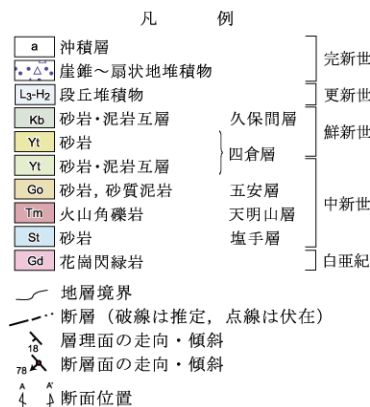 凡 例
a 沖積層 完新世
崖錐～扇状地堆積物
L3-H2 段丘堆積物 更新世
Kb 砂岩・泥岩互層 久保間層 鮮新世
Yt 砂岩 四倉層
Yt 砂岩・泥岩互層
Go 砂岩, 砂質泥岩 五安層 中新世
Tm 火山角礫岩 天明山層
St 砂岩 塩手層
Gd 花崗閃緑岩 白亜紀
地層境界
断層（破線は推定, 点線は伏在）
18 層理面の走向・傾斜
78 断層面の走向・傾斜
A A' 断面位置